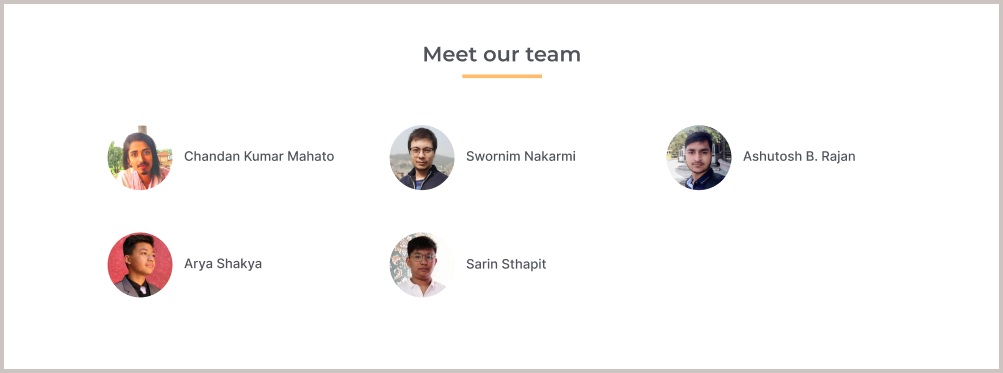 Meet our team
Chandan Kumar Mahato
Swornim Nakarmi
Ashutosh B. Rajan
Arya Shakya
Sarin Sthapit